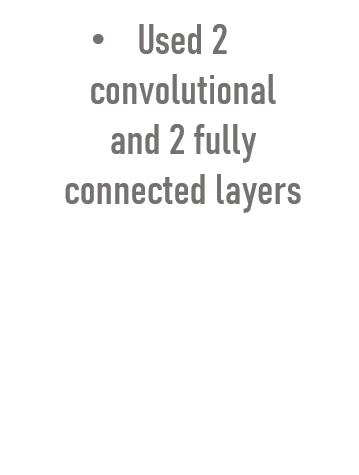 • Used 2
convolutional
and 2 fully
connected layers